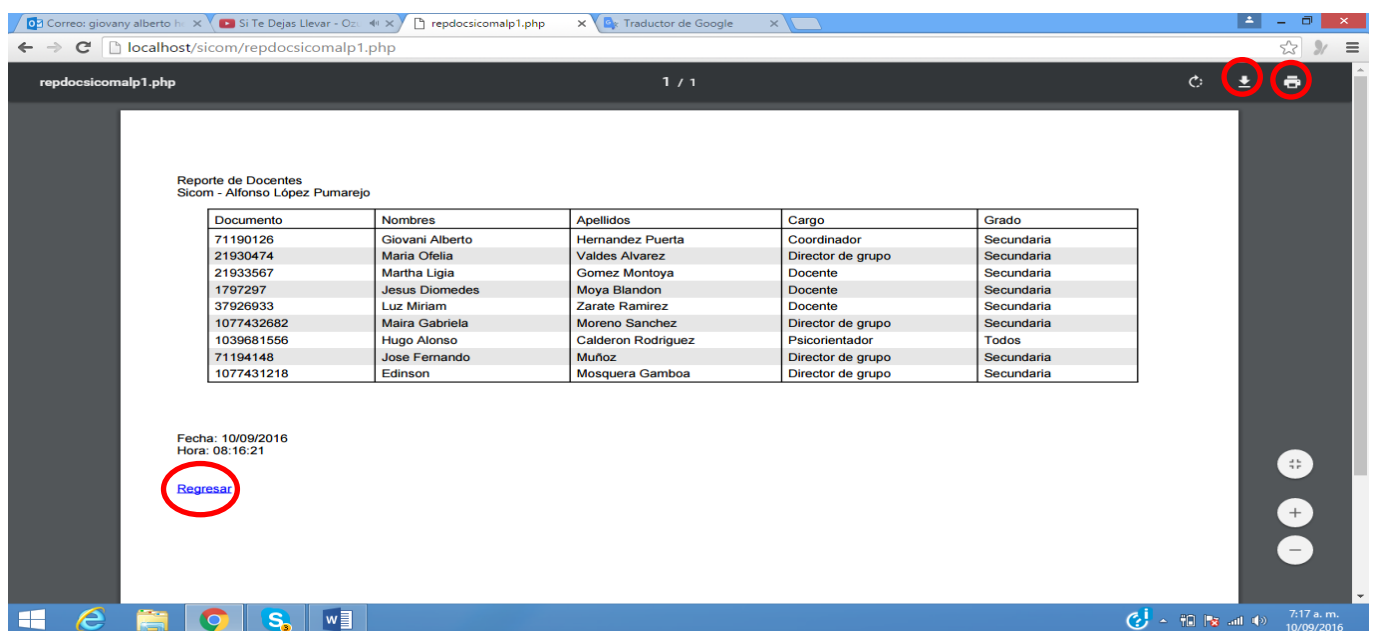 Correo: giovany alberto h
Si Te Dejas Llevar - Ozu
repdocsicomalp1.php
Traductor de Google
localhost/sicom/repdocsicomalp1.php
repdocsicomalp1.php 1 / 1
Reporte de Docentes
Sicom - Alfonso López Pumarejo
Documento Nombres Apellidos Cargo Grado
71190126 Giovani Alberto Hernandez Puerta Coordinador Secundaria
21930474 Maria Ofelia Valdes Alvarez Director de grupo Secundaria
21933567 Martha Ligia Gomez Montoya Docente Secundaria
1797297 Jesus Diomedes Moya Blandon Docente Secundaria
37926933 Luz Miriam Zarate Ramirez Docente Secundaria
1077432682 Maira Gabriela Moreno Sanchez Director de grupo Secundaria
1039681556 Hugo Alonso Calderon Rodriguez Psicorientador Todos
71194148 Jose Fernando Muñoz Director de grupo Secundaria
1077431218 Edinson Mosquera Gamboa Director de grupo Secundaria
Fecha: 10/09/2016
Hora: 08:16:21
Regresar
7:17 a. m.
10/09/2016